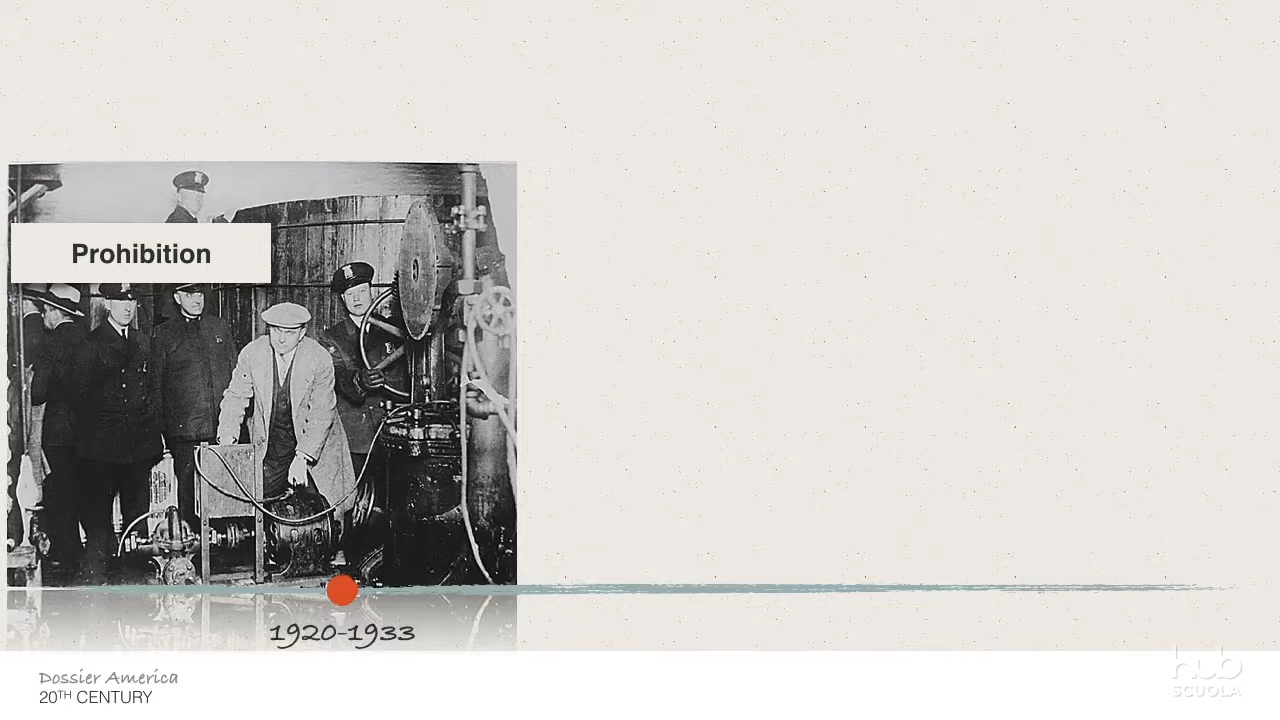 Prohibition
1920-1933
Dossier America
20TH CENTURY
hub
SCUOLA